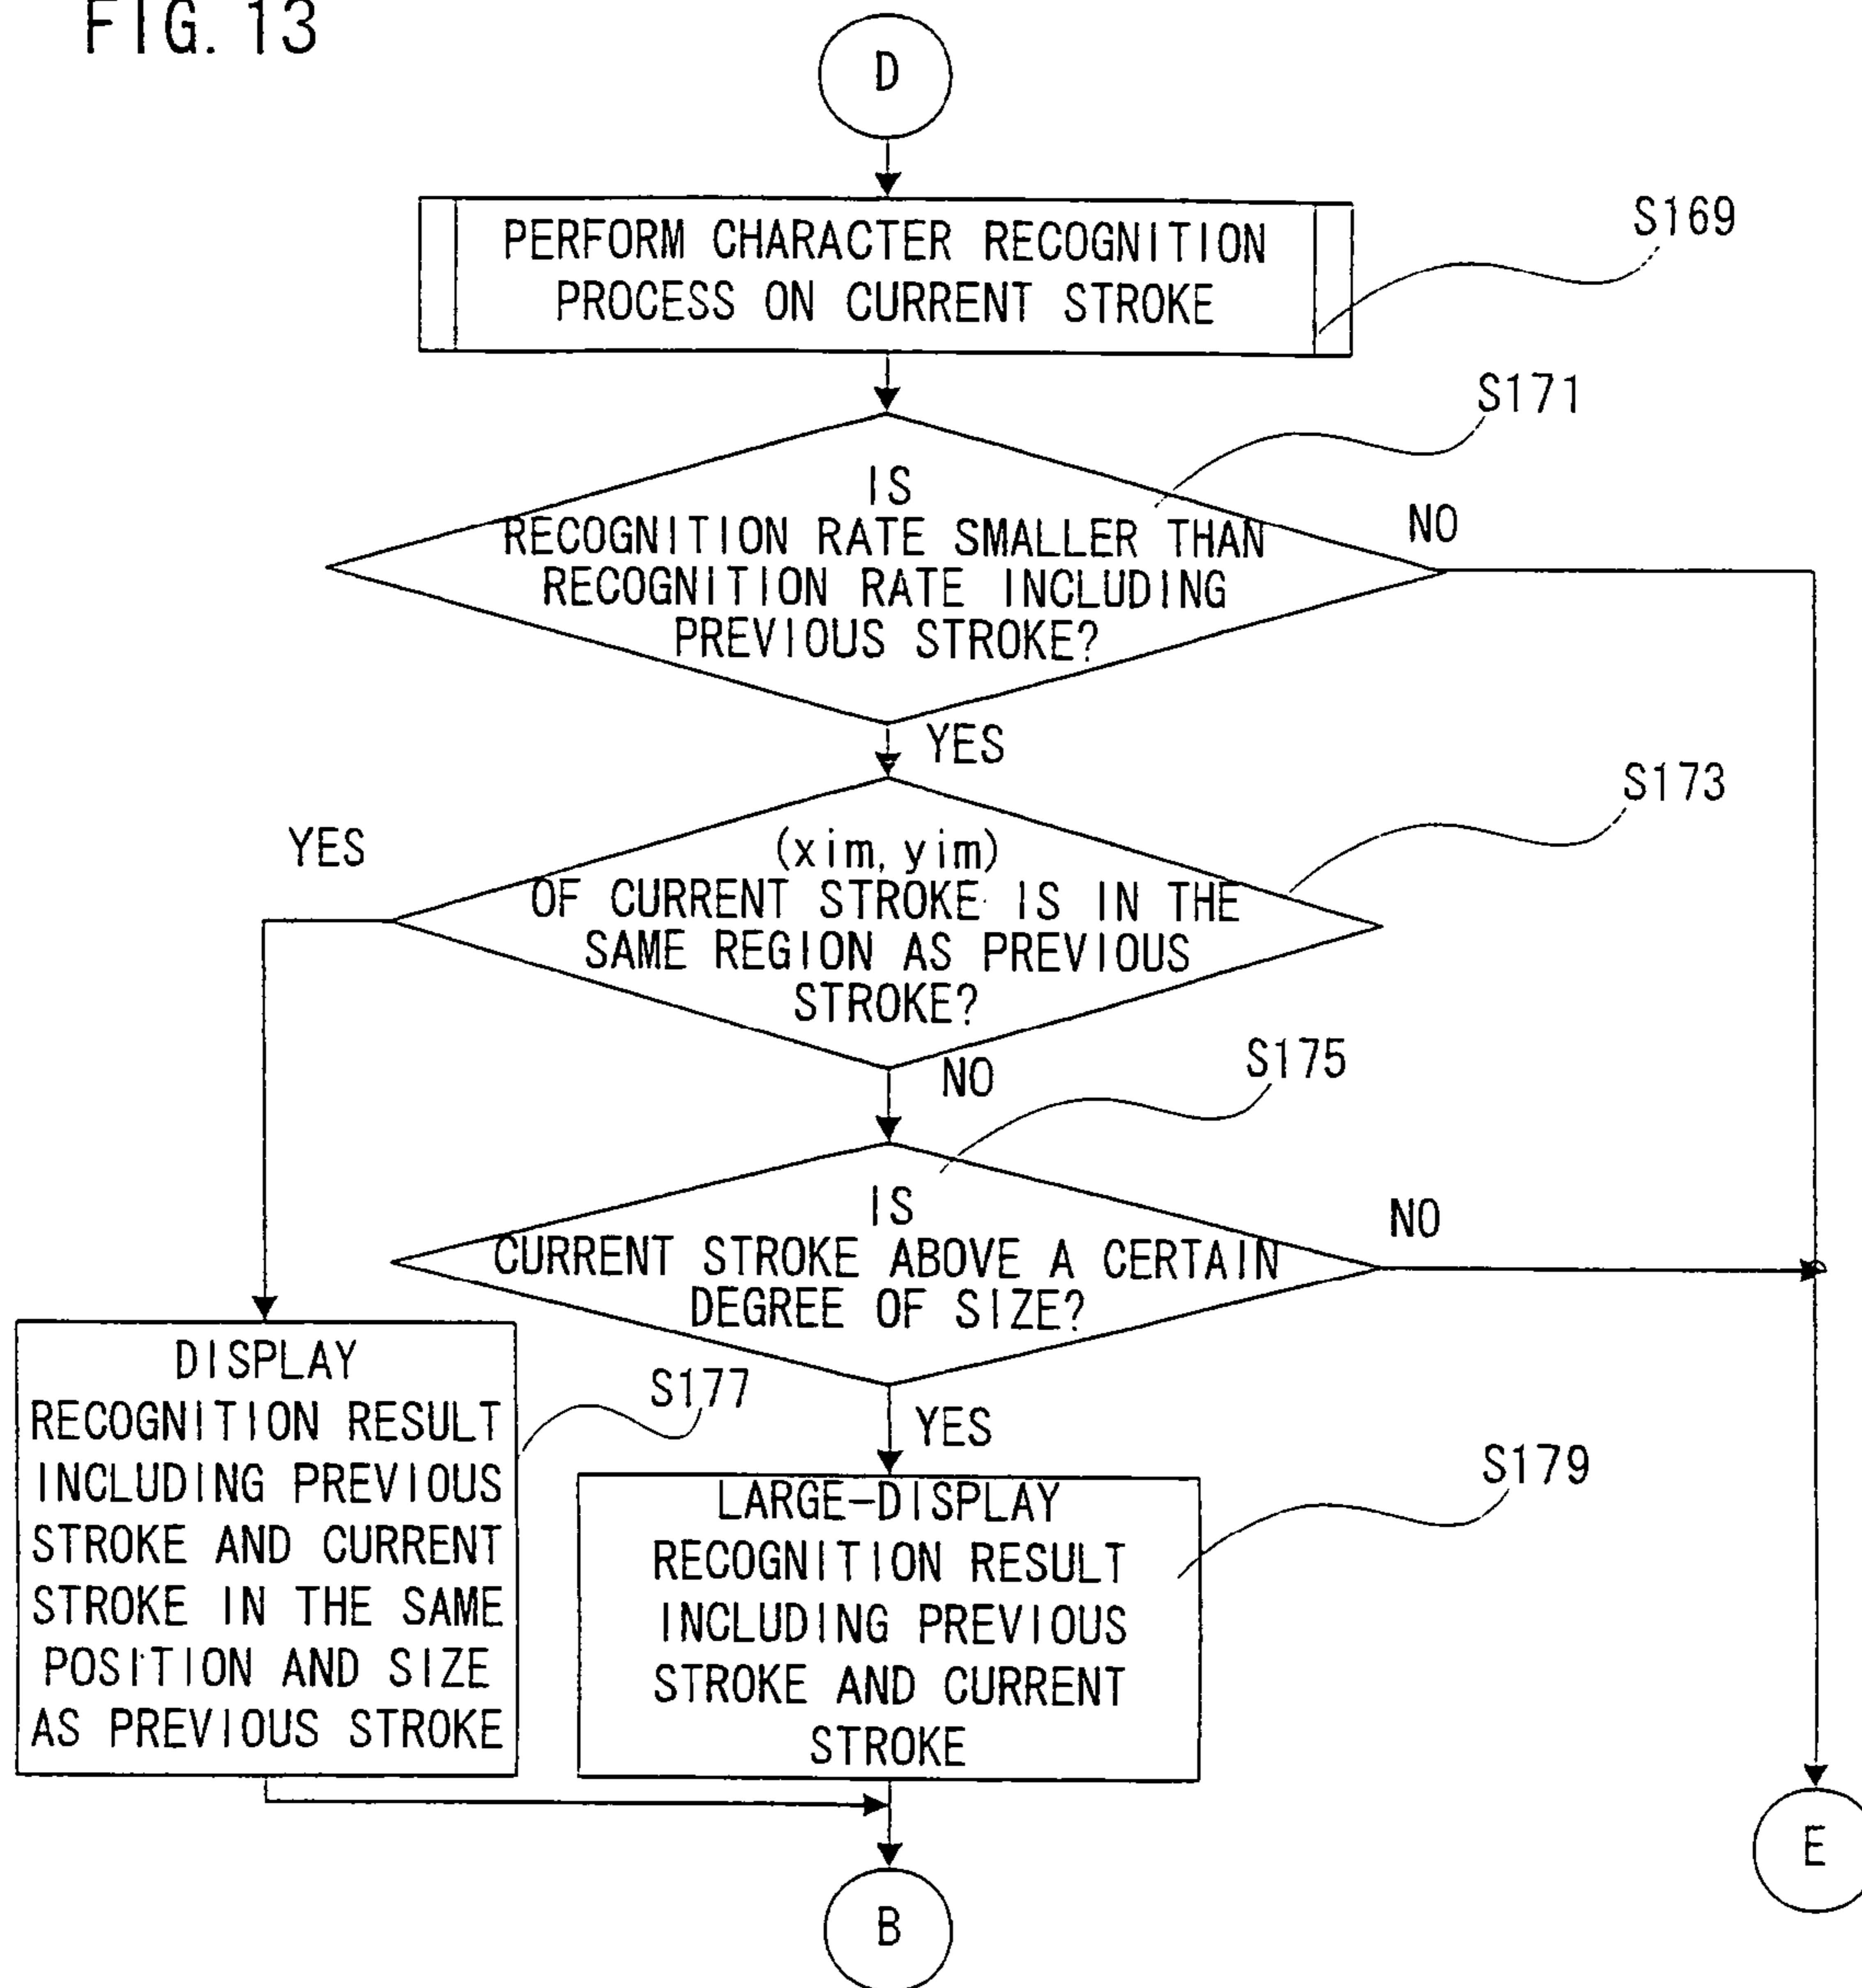 FIG. 13
D
PERFORM CHARACTER RECOGNITION
PROCESS ON CURRENT STROKE
S169
S171
IS
RECOGNITION RATE SMALLER THAN
RECOGNITION RATE INCLUDING
PREVIOUS STROKE?
NO
YES
S173
(xim, yim)
OF CURRENT STROKE IS IN THE
SAME REGION AS PREVIOUS
STROKE?
YES
NO
S175
IS
CURRENT STROKE ABOVE A CERTAIN
DEGREE OF SIZE?
NO
YES
DISPLAY
RECOGNITION RESULT
INCLUDING PREVIOUS
STROKE AND CURRENT
STROKE IN THE SAME
POSITION AND SIZE
AS PREVIOUS STROKE
S177
LARGE-DISPLAY
RECOGNITION RESULT
INCLUDING PREVIOUS
STROKE AND CURRENT
STROKE
S179
E
B